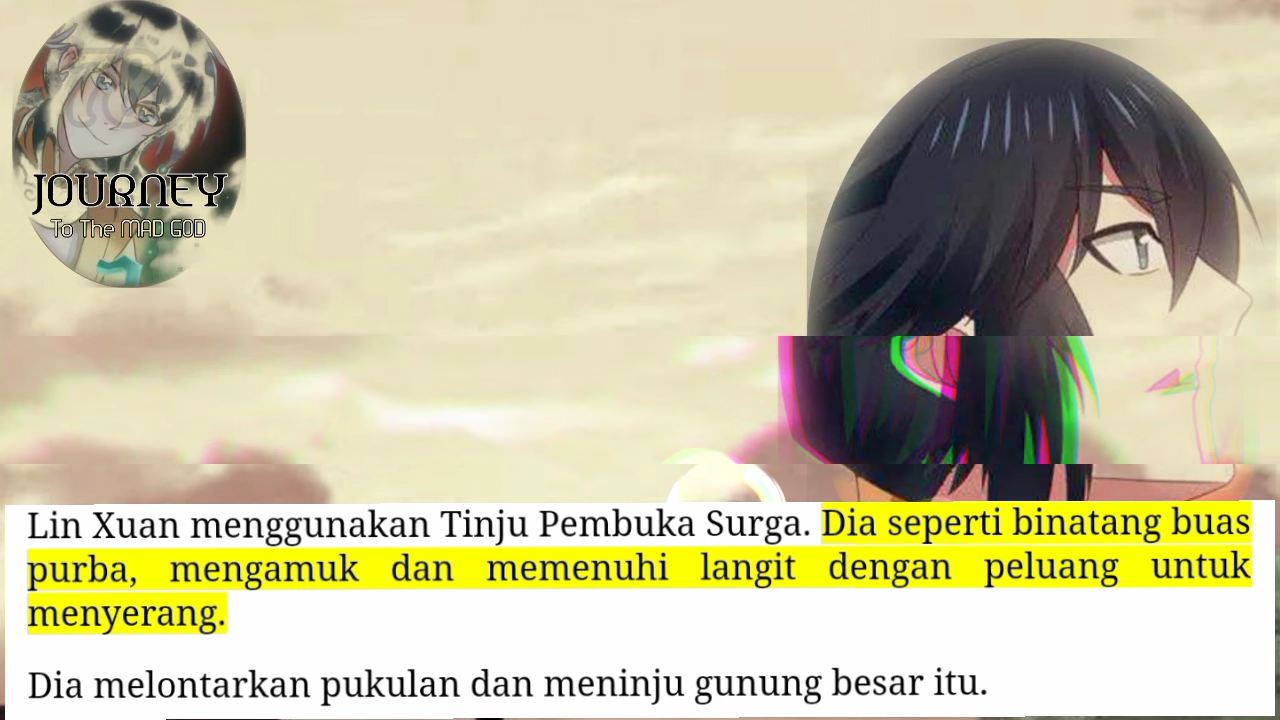 JOURNEY
To The MAD GOD
Lin Xuan menggunakan Tinju Pembuka Surga. Dia seperti binatang buas
purba, mengamuk dan memenuhi langit dengan peluang untuk
menyerang.
Dia melontarkan pukulan dan meninju gunung besar itu.